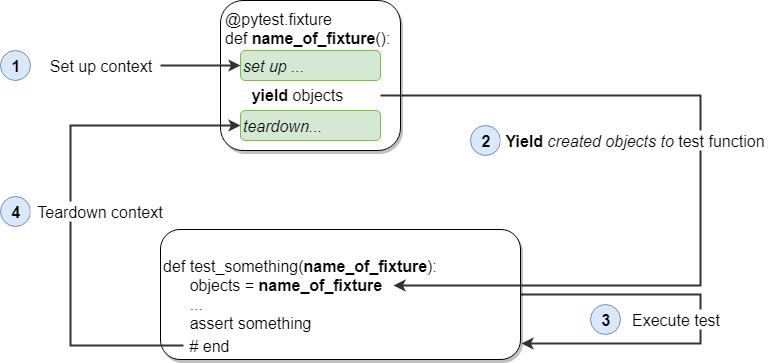 @pytest.fixture
def name_of_fixture():
1 Set up context
set up ...
yield objects
teardown...
2 Yield created objects to test function
4 Teardown context
def test_something(name_of_fixture):
objects = name_of_fixture
...
assert something
# end
3 Execute test